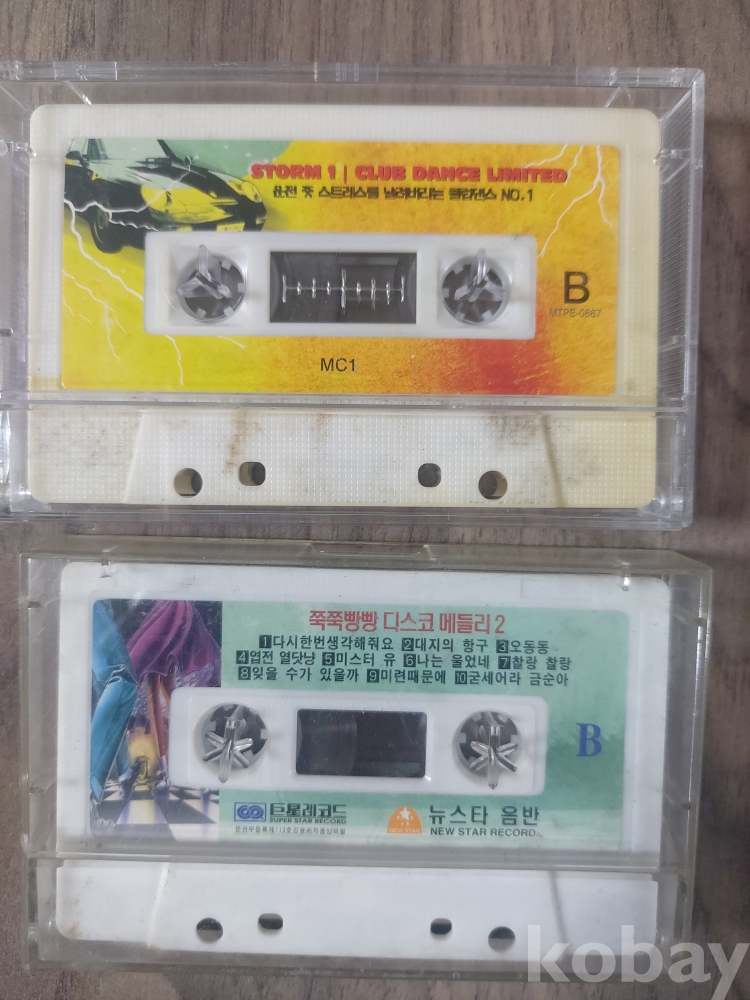 STORM 1 | CLUB DANCE LIMITED
운전 중 스트레스를 날려버리는 클럽댄스 NO.1
B
MTPE-0867
MC1
쭉쭉빵빵 디스코 메들리 2
1 다시한번생각해줘요 2 대지의 항구 3 오동동
4 엽전 열닷냥 5 미스터 유 6 나는 울었네 7 찰랑 찰랑
8 잊을 수가 있을까 9 미련때문에 10 굳세어라 금순아
B
巨星레코드
SUPER STAR RECORD
뉴스타 음반
NEW STAR
NEW STAR RECORD
kobay